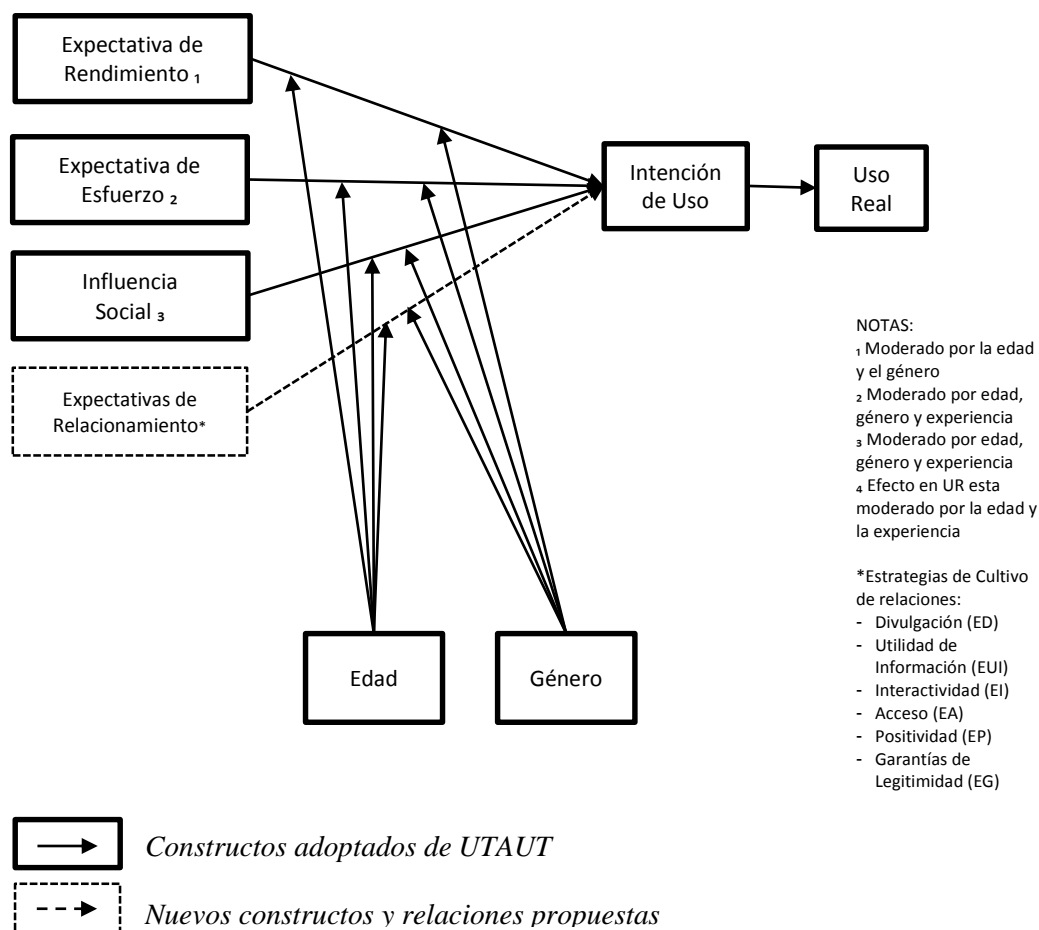 Expectativa de
Rendimiento ₁
Expectativa de
Esfuerzo ₂
Influencia
Social ₃
Expectativas de
Relacionamiento*
Intención
de Uso
Uso
Real
Edad
Género
NOTAS:
₁ Moderado por la edad
y el género
₂ Moderado por edad,
género y experiencia
₃ Moderado por edad,
género y experiencia
₄ Efecto en UR esta
moderado por la edad y
la experiencia
*Estrategias de Cultivo
de relaciones:
- Divulgación (ED)
- Utilidad de
Información (EUI)
- Interactividad (EI)
- Acceso (EA)
- Positividad (EP)
- Garantías de
Legitimidad (EG)
Constructos adoptados de UTAUT
Nuevos constructos y relaciones propuestas